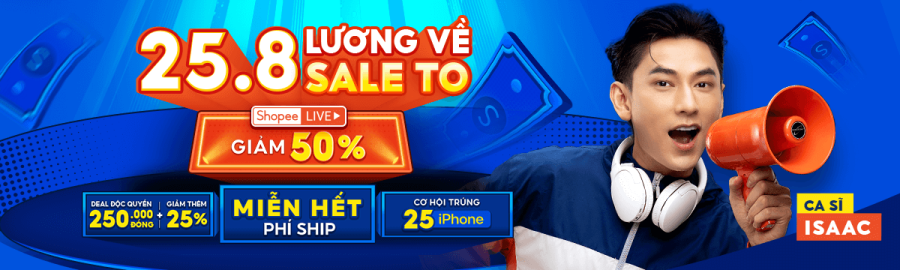 25.8
LƯƠNG VỀ
SALE TO
Shopee LIVE
GIẢM 50%
DEAL ĐỘC QUYỀN
250.000 ĐỒNG
+
GIẢM THÊM
25%
MIỄN HẾT
PHÍ SHIP
CƠ HỘI TRÚNG
25 iPhone
CA SĨ
ISAAC